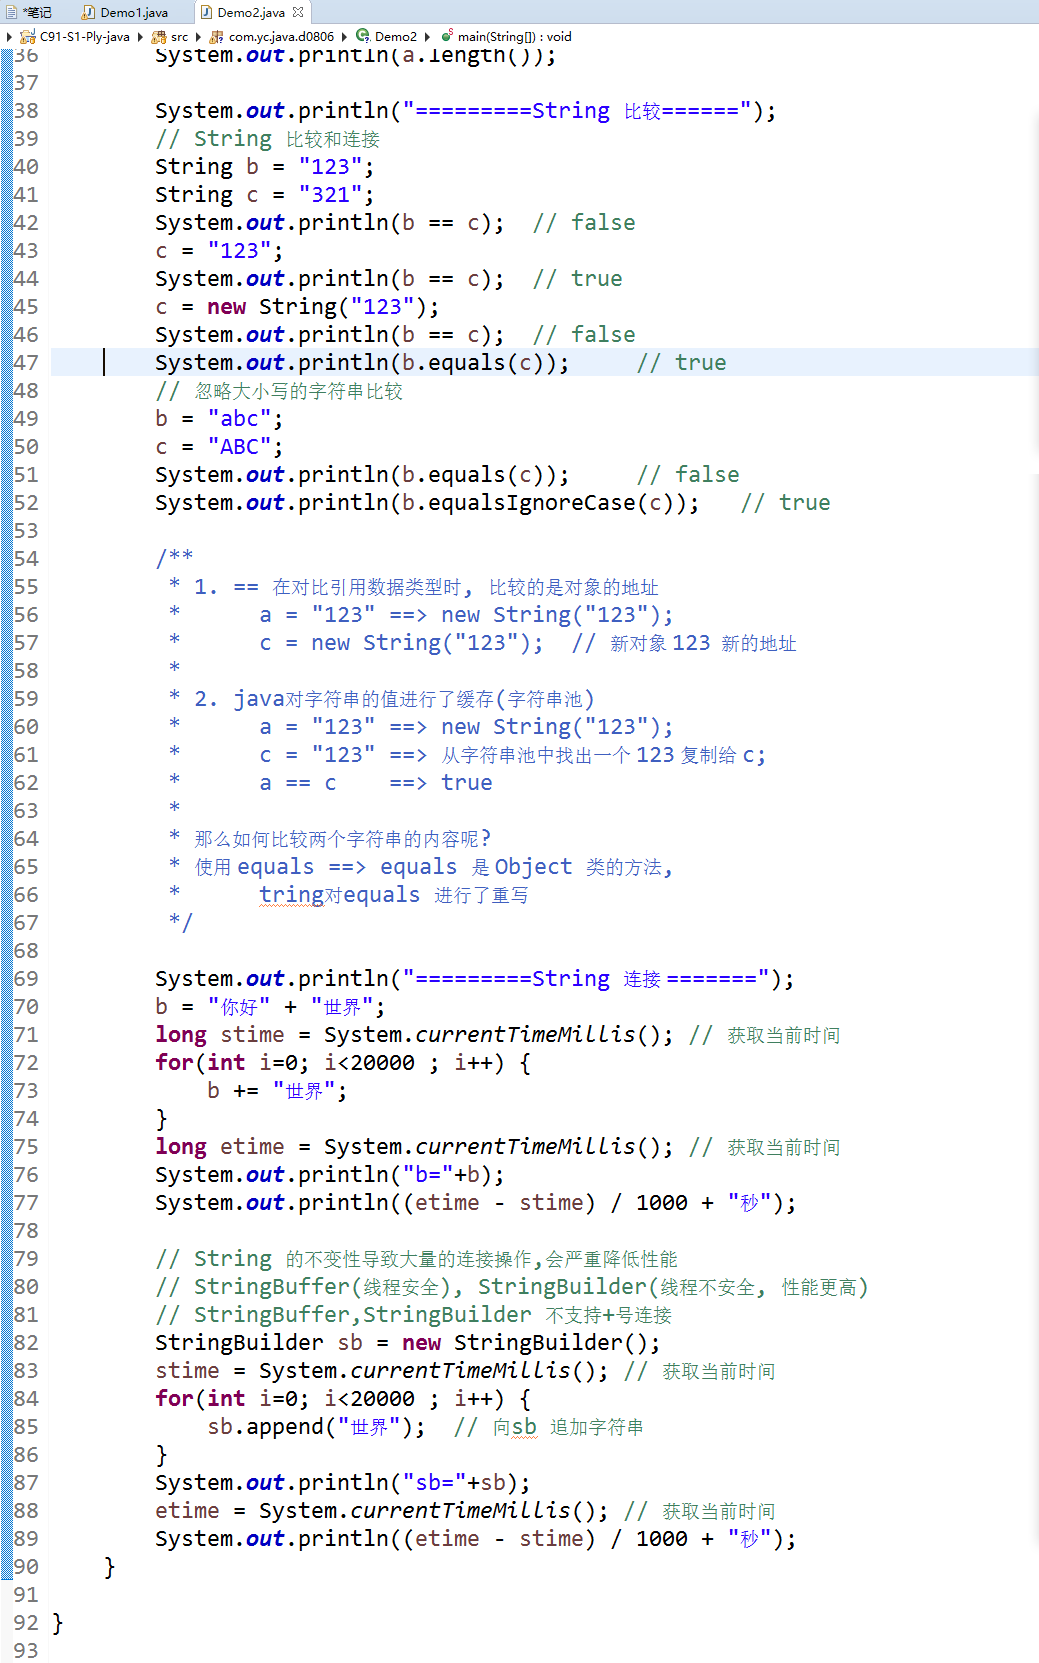 *笔记 Demo1.java Demo2.java
C91-S1-Ply-java src com.yc.java.d0806 Demo2 main(String[]) : void
36 System.out.println(a.length());
37
38 System.out.println("=========String 比较======");
39 // String 比较和连接
40 String b = "123";
41 String c = "321";
42 System.out.println(b == c); // false
43 c = "123";
44 System.out.println(b == c); // true
45 c = new String("123");
46 System.out.println(b == c); // false
47 System.out.println(b.equals(c)); // true
48 // 忽略大小写的字符串比较
49 b = "abc";
50 c = "ABC";
51 System.out.println(b.equals(c)); // false
52 System.out.println(b.equalsIgnoreCase(c)); // true
53
54 /**
55 * 1. == 在对比引用数据类型时, 比较的是对象的地址
56 * a = "123" ==> new String("123");
57 * c = new String("123"); // 新对象 123 新的地址
58 *
59 * 2. java对字符串的值进行了缓存(字符串池)
60 * a = "123" ==> new String("123");
61 * c = "123" ==> 从字符串池中找出一个 123 复制给 c;
62 * a == c ==> true
63 *
64 * 那么如何比较两个字符串的内容呢?
65 * 使用 equals ==> equals 是 Object 类的方法,
66 * tring对equals 进行了重写
67 */
68
69 System.out.println("=========String 连接 =======");
70 b = "你好" + "世界";
71 long stime = System.currentTimeMillis(); // 获取当前时间
72 for(int i=0; i<20000 ; i++) {
73 b += "世界";
74 }
75 long etime = System.currentTimeMillis(); // 获取当前时间
76 System.out.println("b="+b);
77 System.out.println((etime - stime) / 1000 + "秒");
78
79 // String 的不变性导致大量的连接操作,会严重降低性能
80 // StringBuffer(线程安全), StringBuilder(线程不安全, 性能更高)
81 // StringBuffer,StringBuilder 不支持+号连接
82 StringBuilder sb = new StringBuilder();
83 stime = System.currentTimeMillis(); // 获取当前时间
84 for(int i=0; i<20000 ; i++) {
85 sb.append("世界"); // 向sb 追加字符串
86 }
87 System.out.println("sb="+sb);
88 etime = System.currentTimeMillis(); // 获取当前时间
89 System.out.println((etime - stime) / 1000 + "秒");
90 }
91
92 }
93